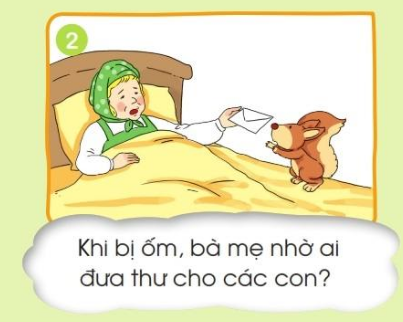 2
Khi bị ốm, bà mẹ nhờ ai
đưa thư cho các con?